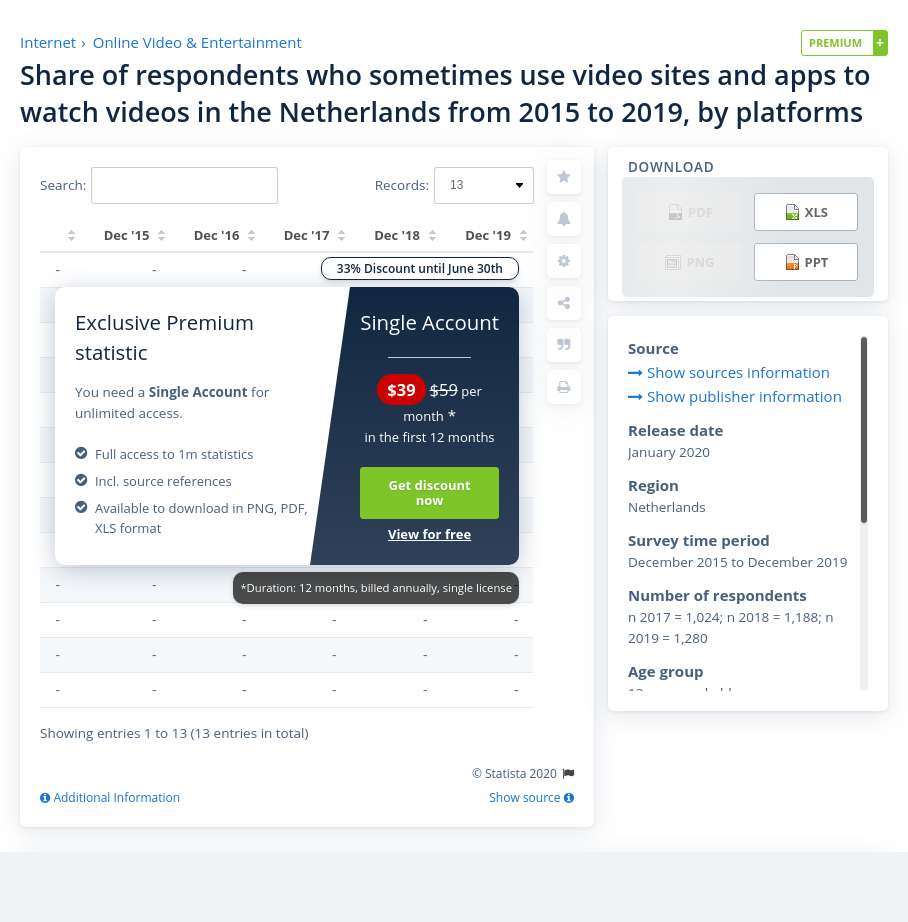 Internet › Online Video & Entertainment
PREMIUM +
Share of respondents who sometimes use video sites and apps to
watch videos in the Netherlands from 2015 to 2019, by platforms
Search:
Records: 13
Dec '15 Dec '16 Dec '17 Dec '18 Dec '19
- - -
33% Discount until June 30th
Exclusive Premium
statistic
You need a Single Account for
unlimited access.
Full access to 1m statistics
Incl. source references
Available to download in PNG, PDF,
XLS format
Single Account
$39 $59 per
month *
in the first 12 months
Get discount
now
View for free
- -
*Duration: 12 months, billed annually, single license
- - - - - -
- - - - - -
- - - - - -
Showing entries 1 to 13 (13 entries in total)
© Statista 2020
Additional Information
Show source
DOWNLOAD
PDF XLS
PNG PPT
Source
Show sources information
Show publisher information
Release date
January 2020
Region
Netherlands
Survey time period
December 2015 to December 2019
Number of respondents
n 2017 = 1,024; n 2018 = 1,188; n
2019 = 1,280
Age group